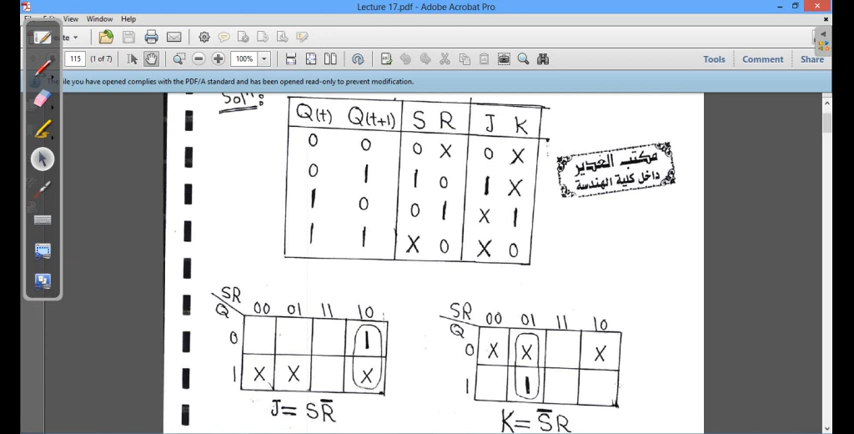 Lecture 17.pdf - Adobe Acrobat Pro
Edit View Window Help
115 (1 of 7) 100% Tools Comment Share
file you have opened complies with the PDF/A standard and has been opened read-only to prevent modification.
Sol":
Q(t) Q(t+1) S R J K
0 0 0 X 0 X
0 1 1 0 1 X
1 0 0 1 X 1
1 1 X 0 X 0
مكتب الغدير
داخل كلية الهندسة
SR 00 01 11 10
Q
0 1
1 X X X
J= SR̅
SR 00 01 11 10
Q
0 X X X
1 1
K= S̅R